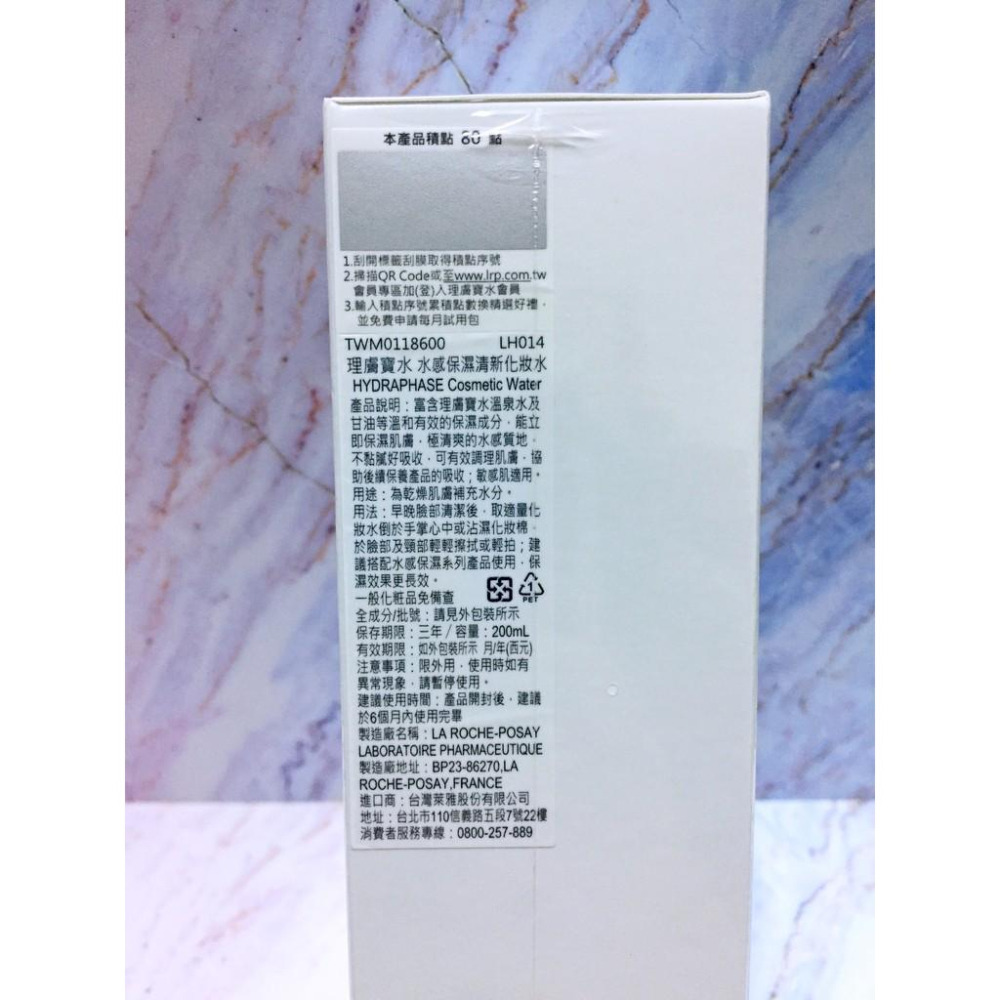 本產品積點 80 點
1.刮開標籤刮膜取得積點序號
2.掃描QR Code或至www.lrp.com.tw
會員專區加(登)入理膚寶水會員
3.輸入積點序號累積點數換精選好禮，
並免費申請每月試用包
TWM0118600 LH014
理膚寶水 水感保濕清新化妝水
HYDRAPHASE Cosmetic Water
產品說明：富含理膚寶水溫泉水及
甘油等溫和有效的保濕成分，能立
即保濕肌膚，極清爽的水感質地，
不黏膩好吸收，可有效調理肌膚，協
助後續保養產品的吸收；敏感肌適用。
用途：為乾燥肌膚補充水分。
用法：早晚臉部清潔後，取適量化
妝水倒於手掌心中或沾濕化妝棉，
於臉部及頸部輕輕擦拭或輕拍；建
議搭配水感保濕系列產品使用，保
濕效果更長效。
一般化粧品免備查
1
PET
全成分/批號：請見外包裝所示
保存期限：三年/容量：200mL
有效期限：如外包裝所示 月/年(西元)
注意事項：限外用，使用時如有
異常現象，請暫停使用。
建議使用時間：產品開封後，建議
於6個月內使用完畢
製造廠名稱：LA ROCHE-POSAY
LABORATOIRE PHARMACEUTIQUE
製造廠地址：BP23-86270,LA
ROCHE-POSAY,FRANCE
進口商：台灣萊雅股份有限公司
地址：台北市110信義路五段7號22樓
消費者服務專線：0800-257-889